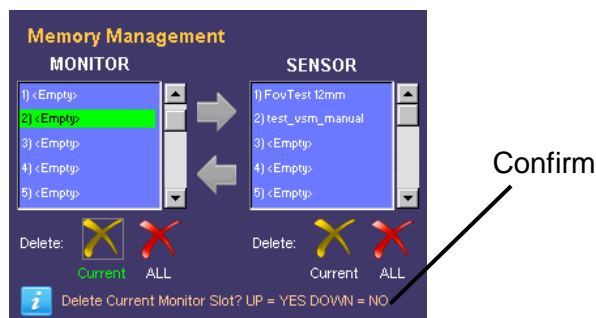 Memory Management
MONITOR
SENSOR
1) <Empty>
2) <Empty>
3) <Empty>
4) <Empty>
5) <Empty>
1) FovTest 12mm
2) test_vsm_manual
3) <Empty>
4) <Empty>
5) <Empty>
Confirm
Delete:
Current
ALL
Delete:
Current
ALL
i
Delete Current Monitor Slot? UP = YES DOWN = NO